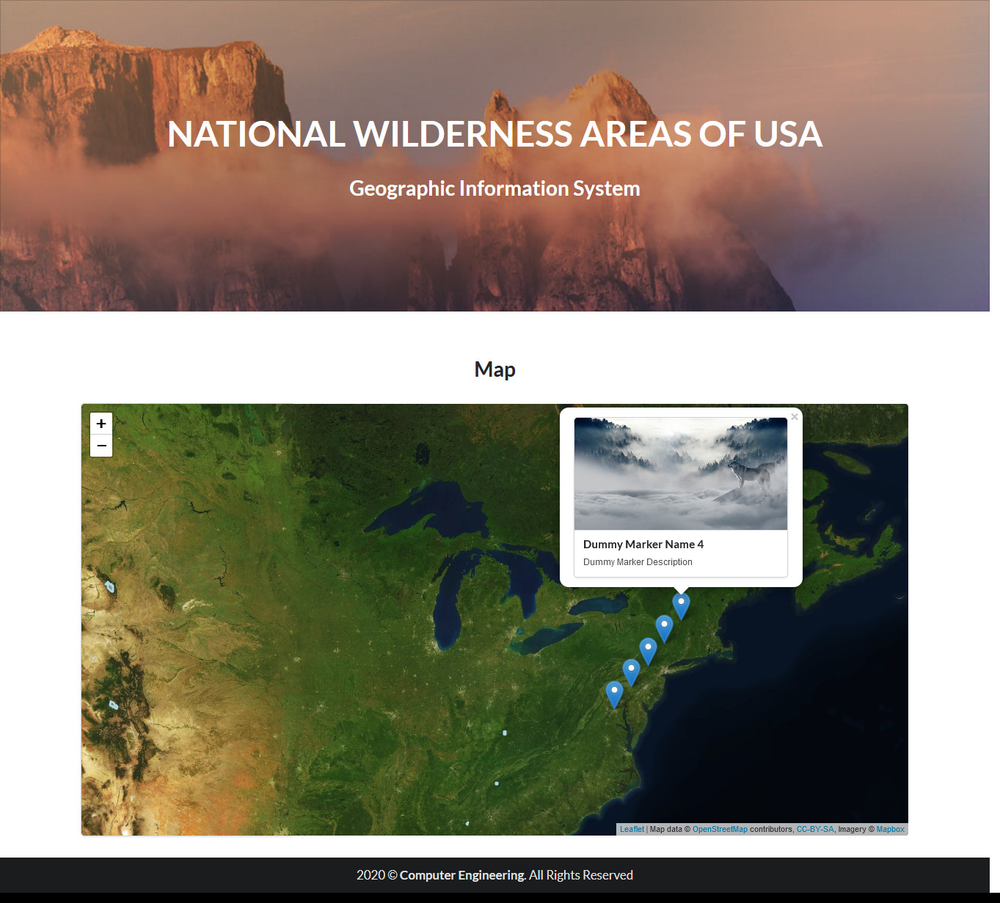 NATIONAL WILDERNESS AREAS OF USA
Geographic Information System
Map
+
×
−
Dummy Marker Name 4
Dummy Marker Description
Leaflet | Map data © OpenStreetMap contributors, CC-BY-SA, Imagery © Mapbox
2020 © Computer Engineering. All Rights Reserved